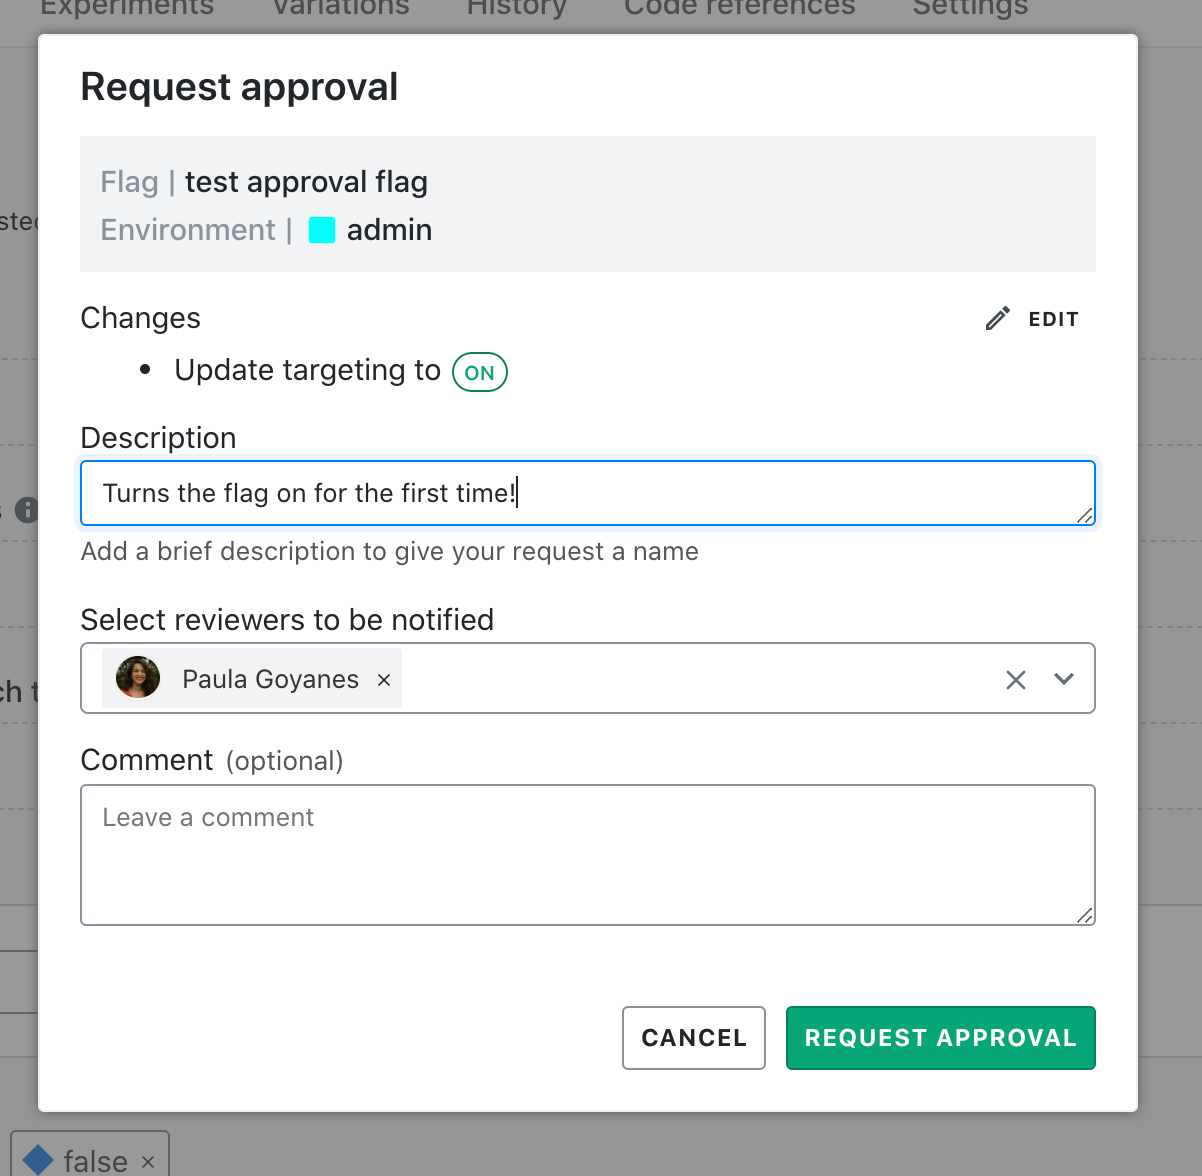 Experiments Variations History Code references Settings
Request approval
Flag | test approval flag
Environment | admin
Changes
EDIT
• Update targeting to ON
Description
Turns the flag on for the first time!
Add a brief description to give your request a name
Select reviewers to be notified
Paula Goyanes ×
Comment (optional)
Leave a comment
CANCEL
REQUEST APPROVAL
false ×